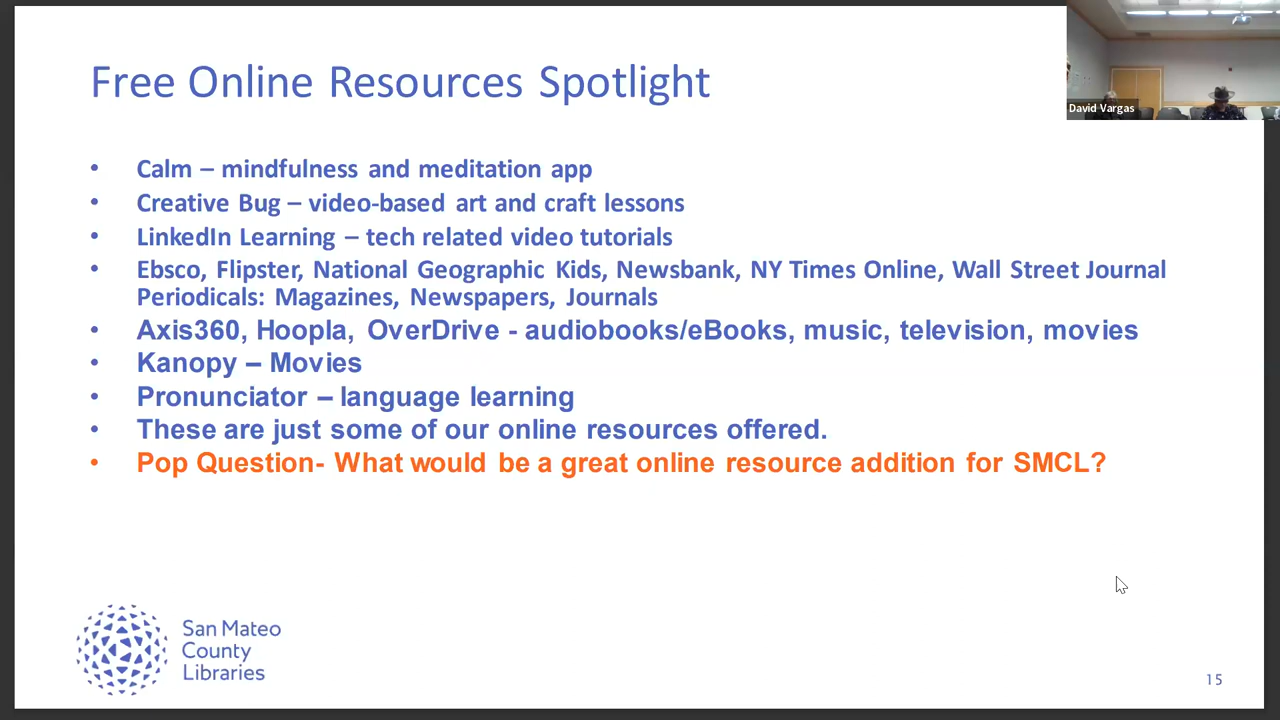 Free Online Resources Spotlight
David Vargas
• Calm – mindfulness and meditation app
• Creative Bug – video-based art and craft lessons
• LinkedIn Learning – tech related video tutorials
• Ebsco, Flipster, National Geographic Kids, Newsbank, NY Times Online, Wall Street Journal
Periodicals: Magazines, Newspapers, Journals
• Axis360, Hoopla, OverDrive - audiobooks/eBooks, music, television, movies
• Kanopy – Movies
• Pronunciator – language learning
• These are just some of our online resources offered.
• Pop Question- What would be a great online resource addition for SMCL?
San Mateo
County
Libraries
15